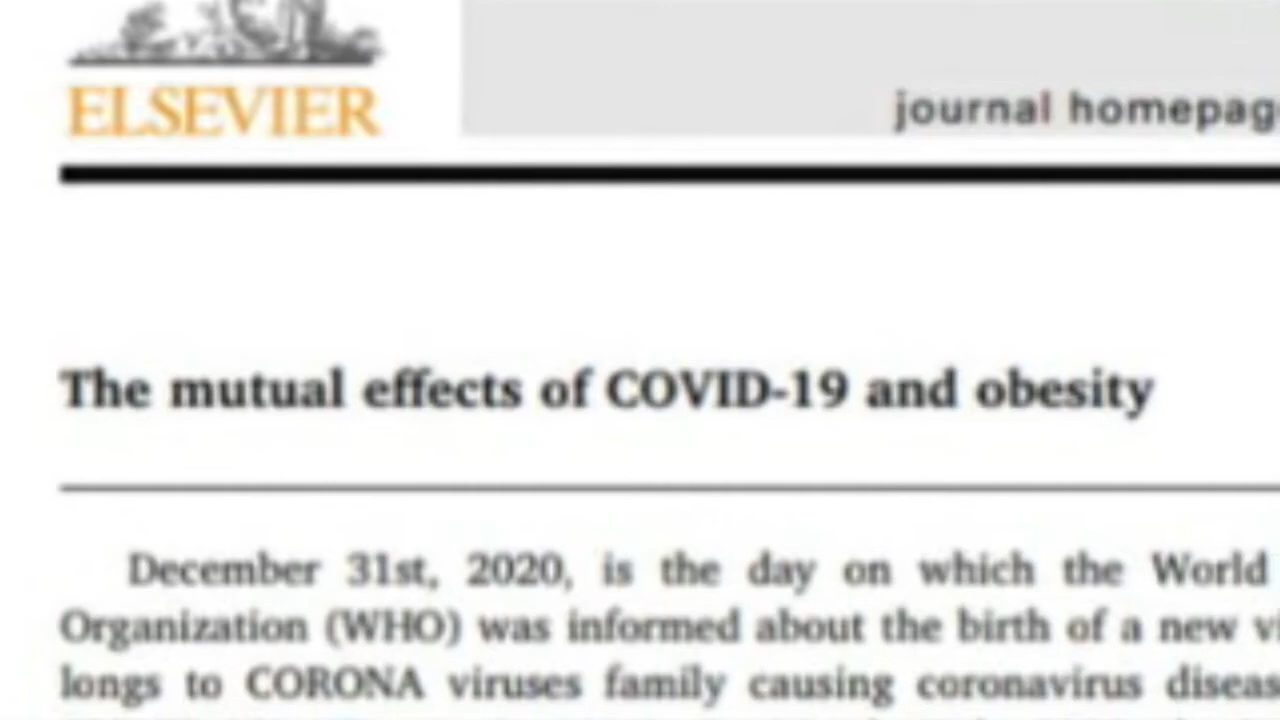 ELSEVIER
journal homepag
The mutual effects of COVID-19 and obesity
December 31st, 2020, is the day on which the World
Organization (WHO) was informed about the birth of a new vi
longs to CORONA viruses family causing coronavirus diseas